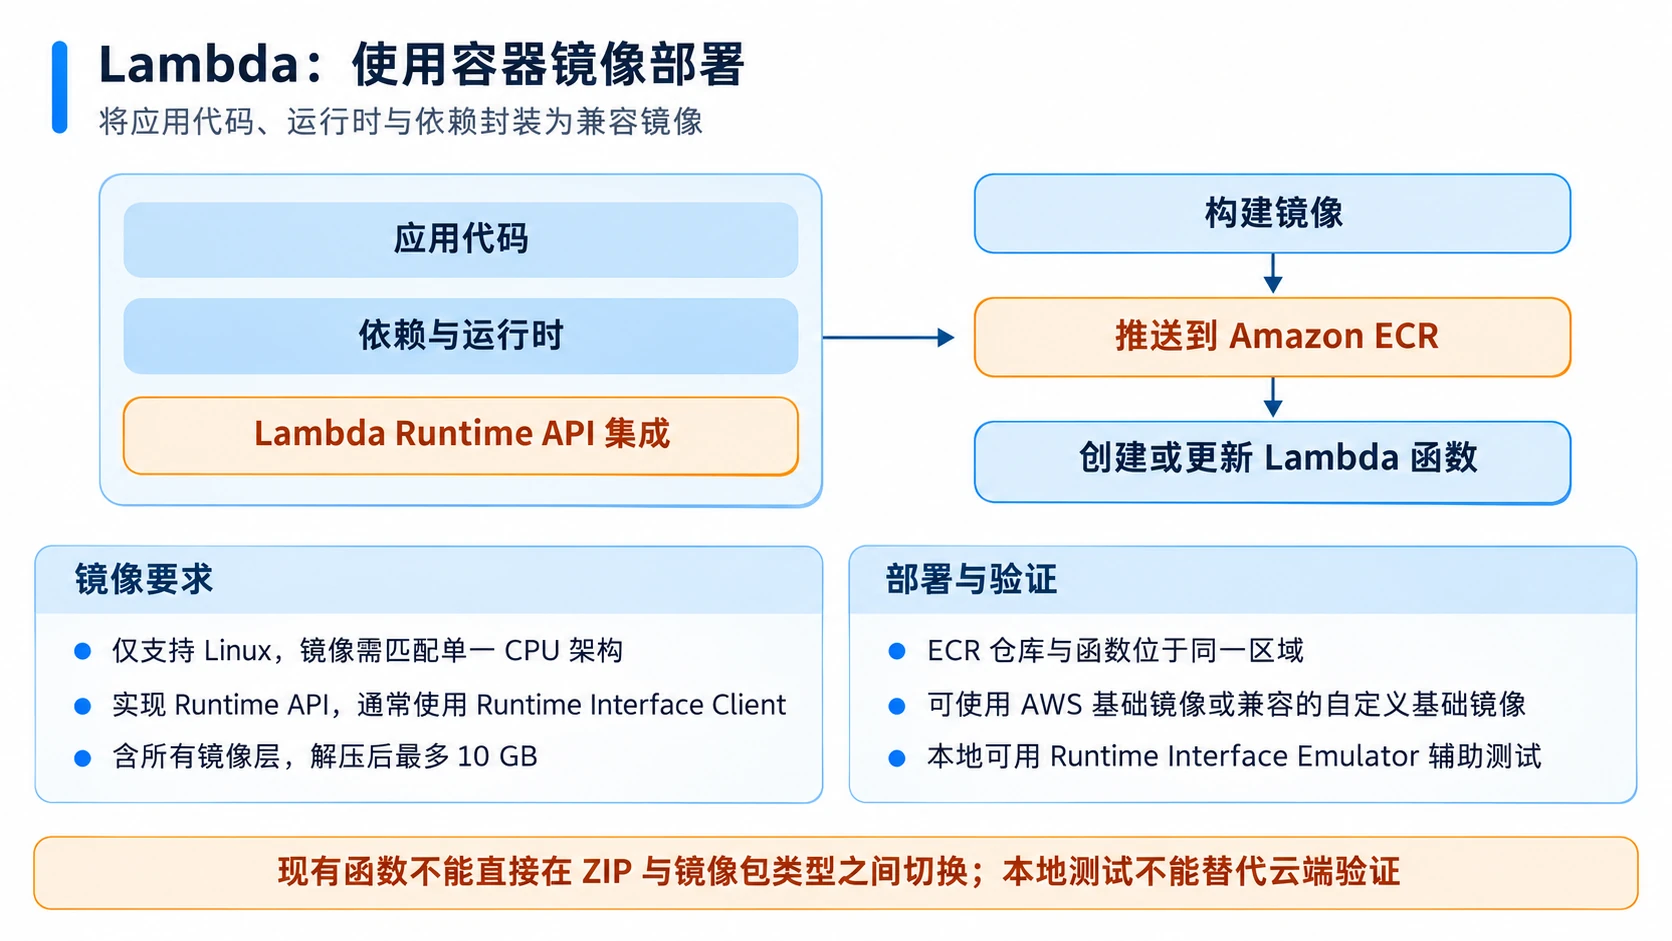 Lambda：使用容器镜像部署
将应用代码、运行时与依赖封装为兼容镜像
应用代码
依赖与运行时
Lambda Runtime API 集成
构建镜像
推送到 Amazon ECR
创建或更新 Lambda 函数
镜像要求
仅支持 Linux，镜像需匹配单一 CPU 架构
实现 Runtime API，通常使用 Runtime Interface Client
含所有镜像层，解压后最多 10 GB
部署与验证
ECR 仓库与函数位于同一区域
可使用 AWS 基础镜像或兼容的自定义基础镜像
本地可用 Runtime Interface Emulator 辅助测试
现有函数不能直接在 ZIP 与镜像包类型之间切换；本地测试不能替代云端验证